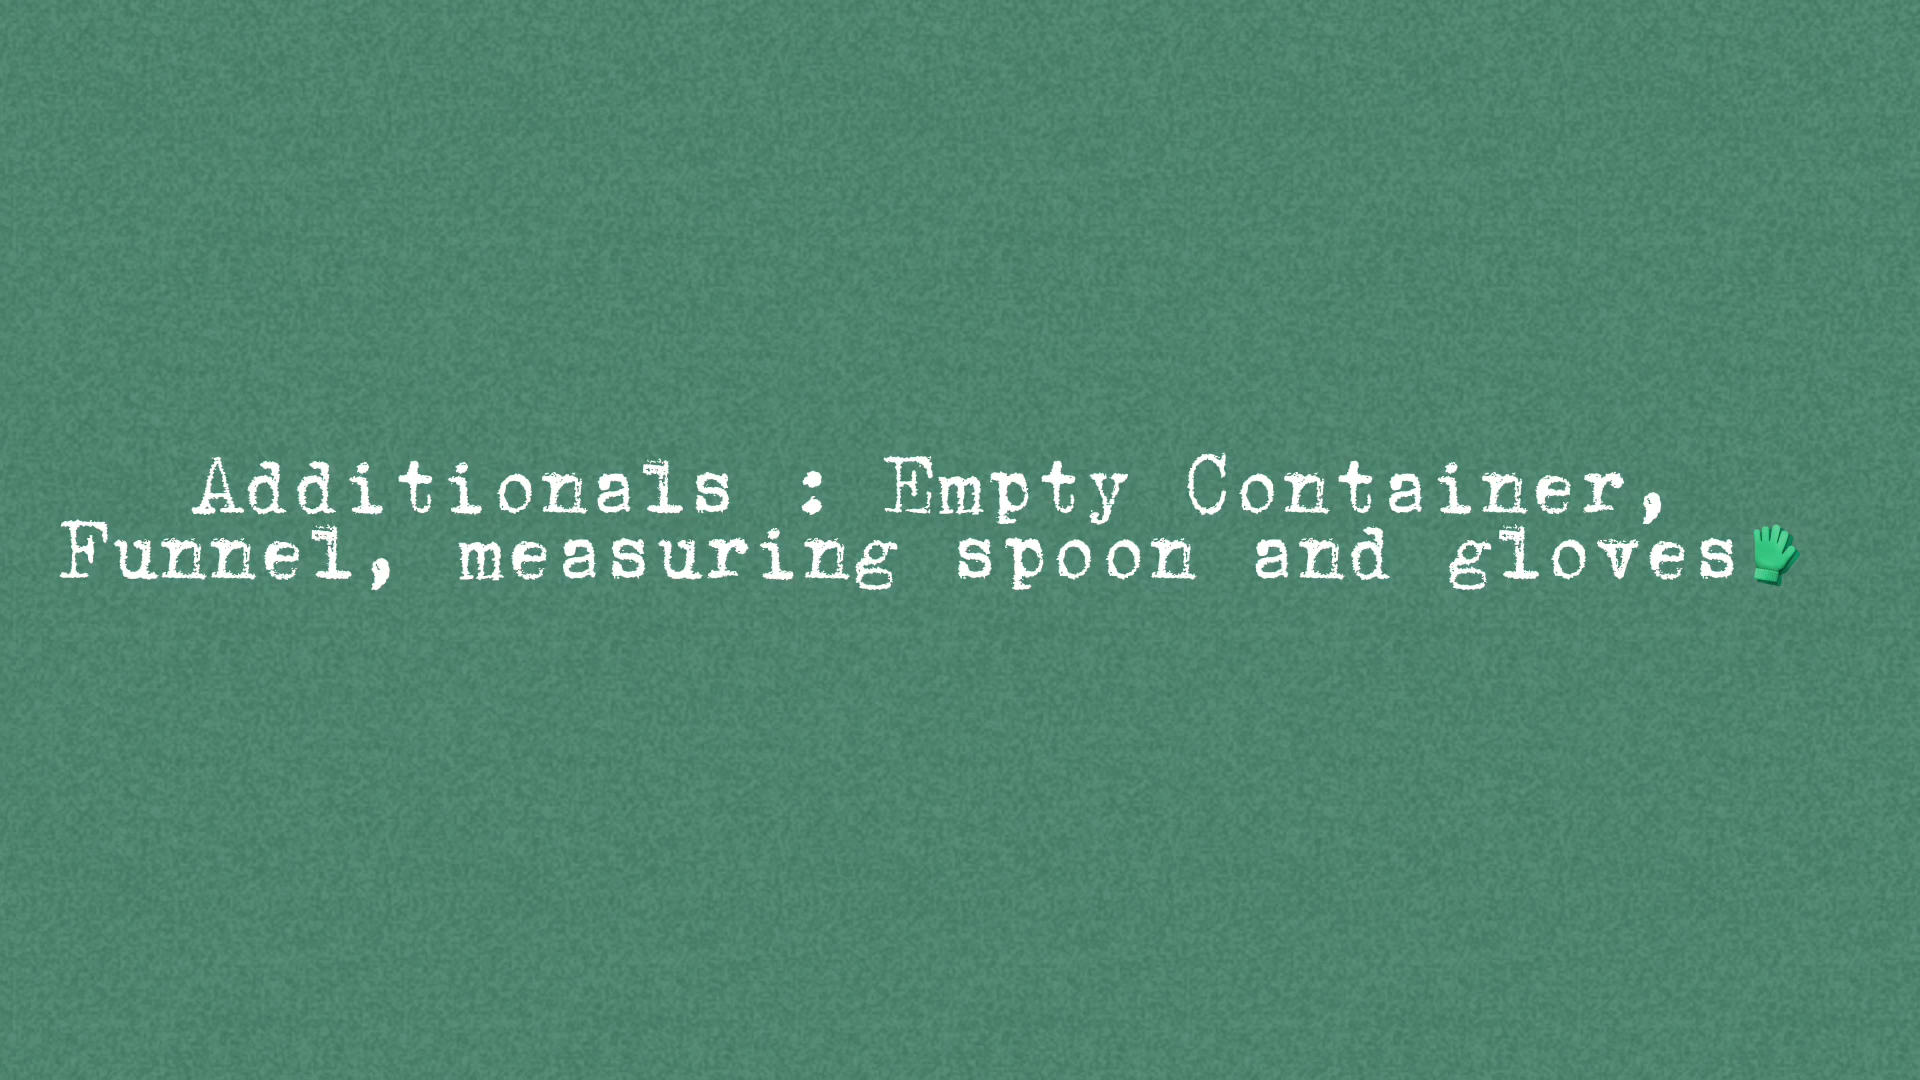 Additionals : Empty Container,
Funnel, measuring spoon and gloves🧤